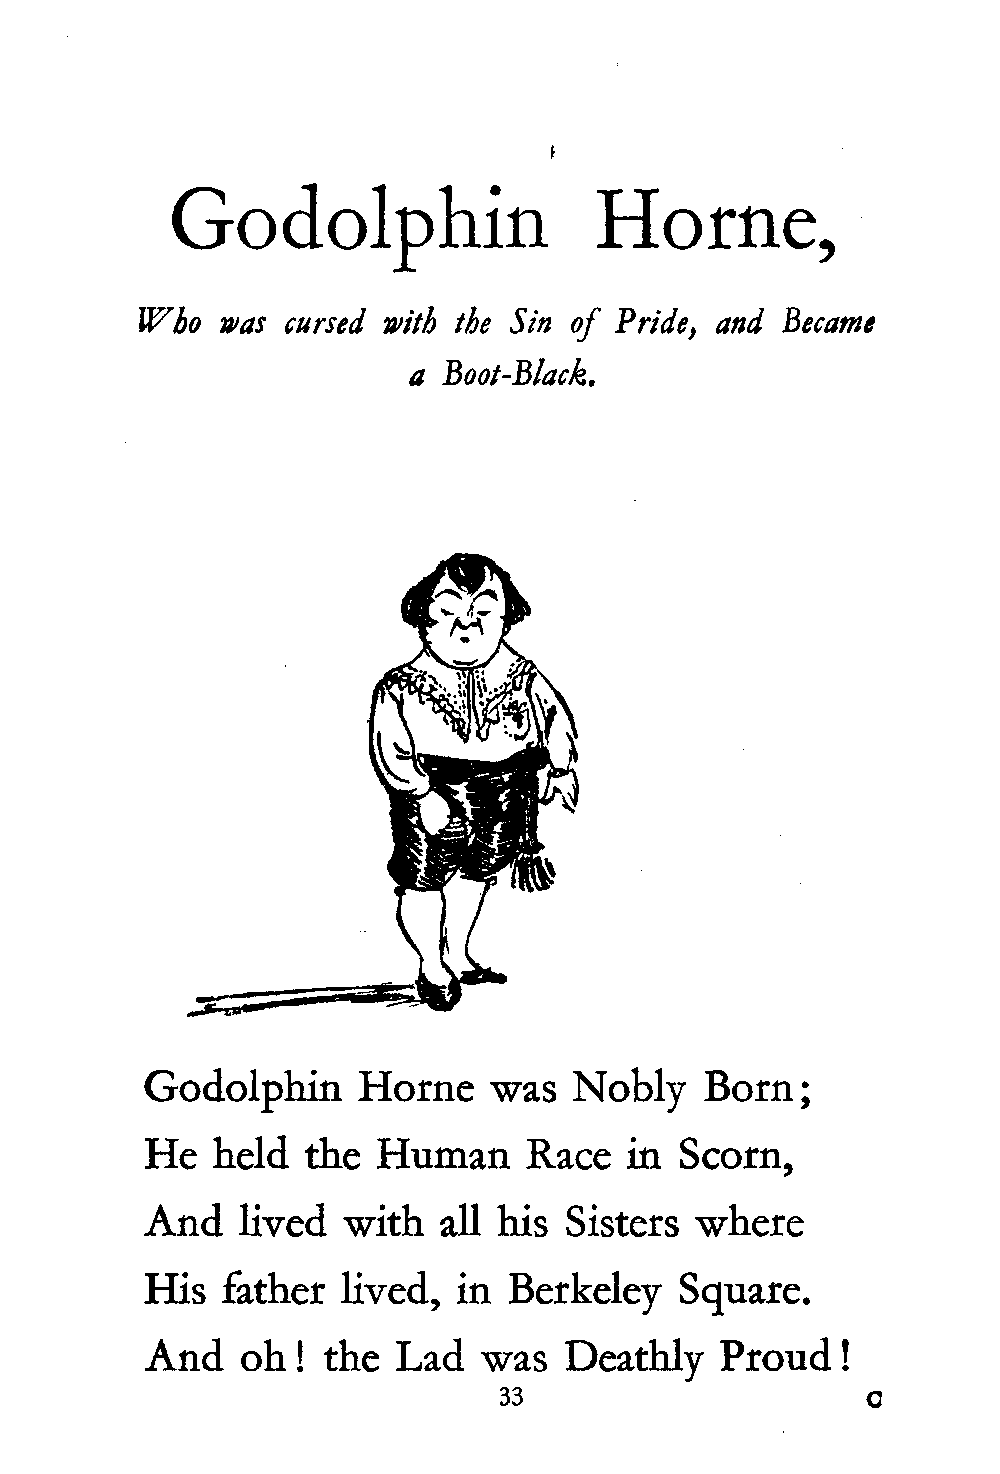 Godolphin Horne,
Who was cursed with the Sin of Pride, and Became
a Boot-Black.
Godolphin Horne was Nobly Born;
He held the Human Race in Scorn,
And lived with all his Sisters where
His father lived, in Berkeley Square.
And oh! the Lad was Deathly Proud!
33
C